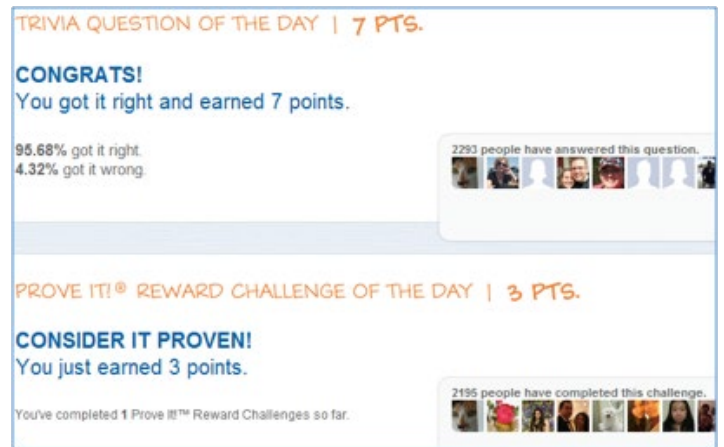 TRIVIA QUESTION OF THE DAY | 7 PTS.
CONGRATS!
You got it right and earned 7 points.
95.68% got it right.
4.32% got it wrong.
2293 people have answered this question.
PROVE IT!® REWARD CHALLENGE OF THE DAY | 3 PTS.
CONSIDER IT PROVEN!
You just earned 3 points.
2195 people have completed this challenge.
You've completed 1 Prove It!™ Reward Challenges so far.